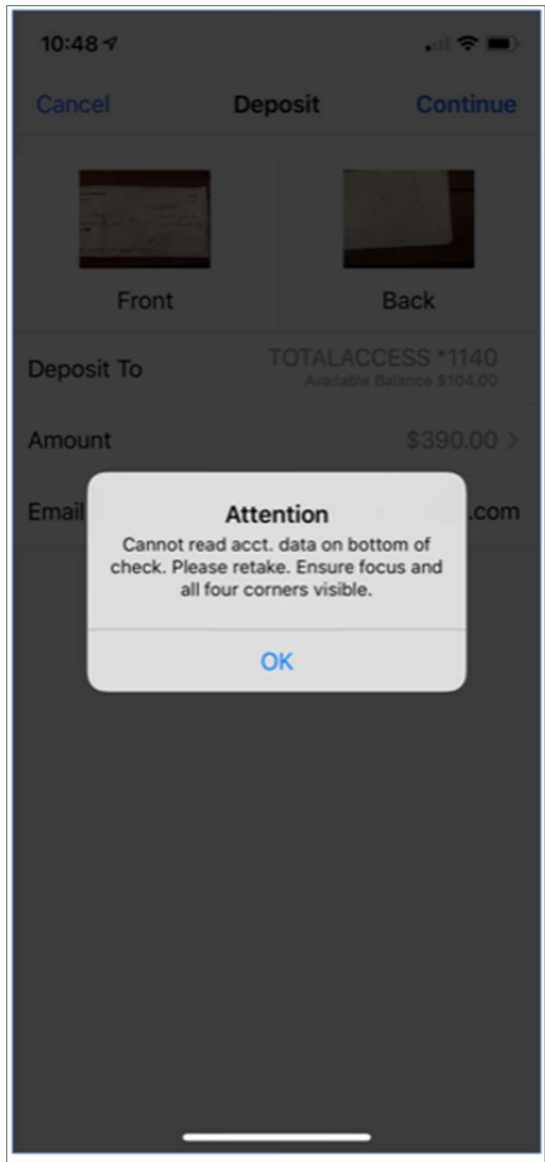 10:48
Cancel Deposit Continue
Front Back
Deposit To TOTALACCESS *1140
Available Balance $104.00
Amount $390.00 >
Email .com
Attention
Cannot read acct. data on bottom of
check. Please retake. Ensure focus and
all four corners visible.
OK